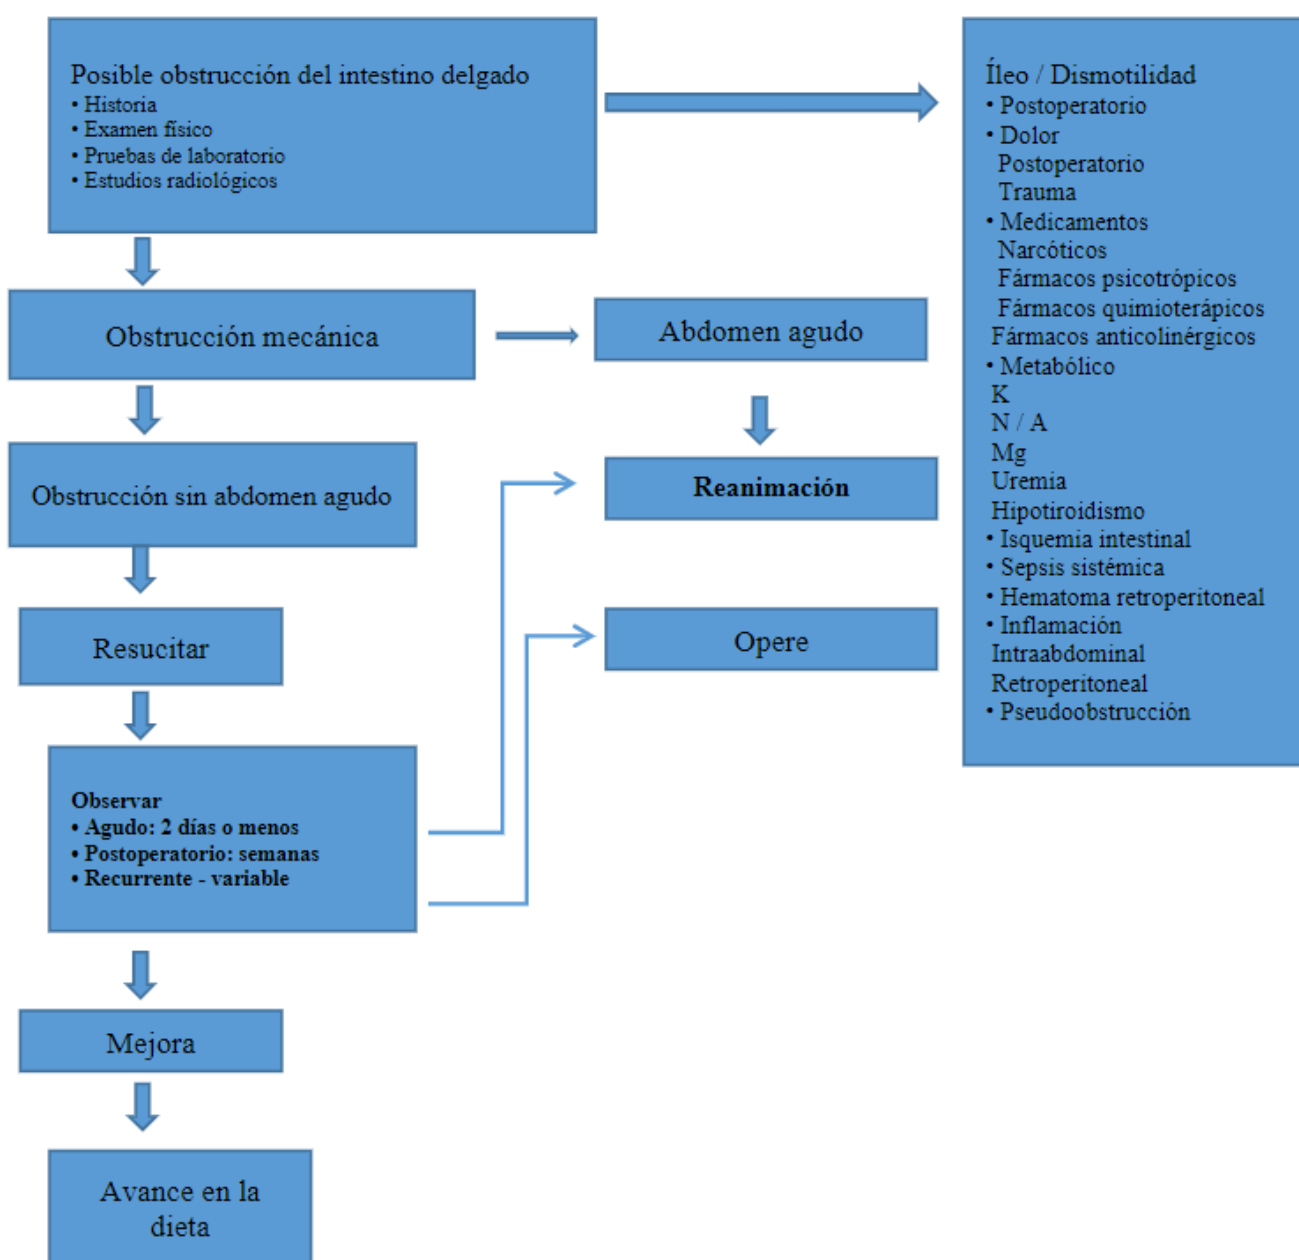 Posible obstrucción del intestino delgado
• Historia
• Examen físico
• Pruebas de laboratorio
• Estudios radiológicos
Íleo / Dismotilidad
• Postoperatorio
• Dolor
Postoperatorio
Trauma
• Medicamentos
Narcóticos
Fármacos psicotrópicos
Fármacos quimioterápicos
Fármacos anticolinérgicos
• Metabólico
K
N / A
Mg
Uremia
Hipotiroidismo
• Isquemia intestinal
• Sepsis sistémica
• Hematoma retroperitoneal
• Inflamación
Intraabdominal
Retroperitoneal
• Pseudoobstrucción
Obstrucción mecánica
Abdomen agudo
Obstrucción sin abdomen agudo
Reanimación
Resucitar
Opere
Observar
• Agudo: 2 días o menos
• Postoperatorio: semanas
• Recurrente - variable
Mejora
Avance en la
dieta